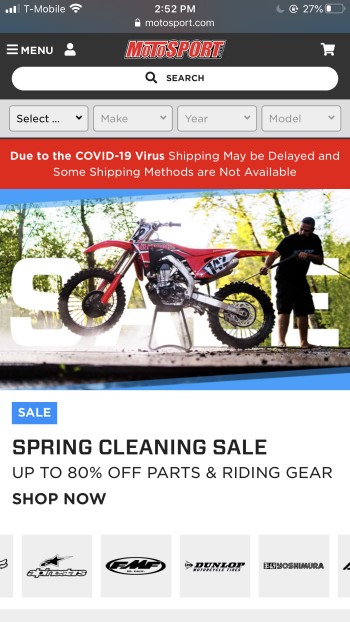 T-Mobile 2:52 PM 27%
motosport.com
MENU MOTOSPORT
SEARCH
Select ... Make Year Model
Due to the COVID-19 Virus Shipping May be Delayed and
Some Shipping Methods are Not Available
SALE
142
SALE
SPRING CLEANING SALE
UP TO 80% OFF PARTS & RIDING GEAR
SHOP NOW
alpinestars FMF DUNLOP YOSHIMURA
MOTORCYCLE TIRES